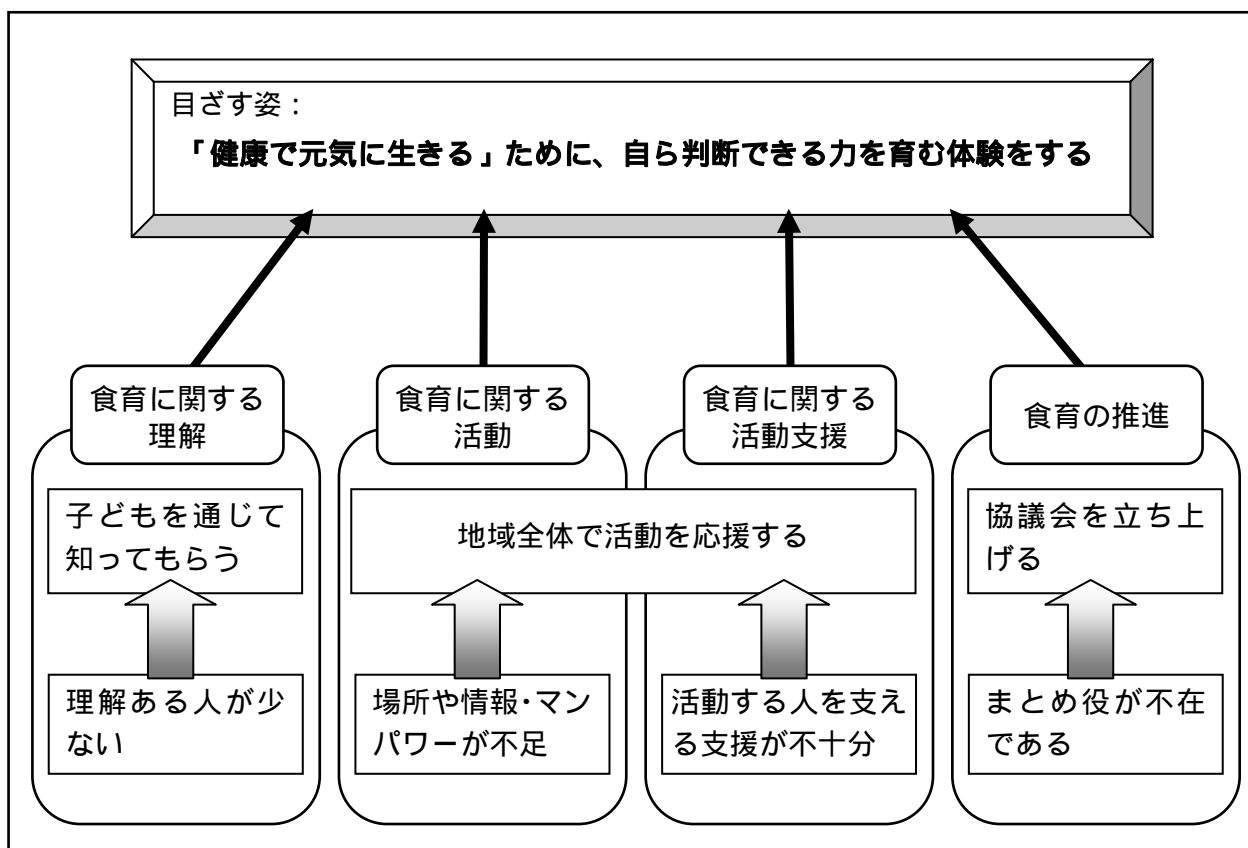 目ざす姿：
「健康で元気に生きる」ために、自ら判断できる力を育む体験をする
食育に関する
理解
食育に関する
活動
食育に関する
活動支援
食育の推進
子どもを通じて
知ってもらう
地域全体で活動を応援する
協議会を立ち上
げる
理解ある人が少
ない
場所や情報・マン
パワーが不足
活動する人を支え
る支援が不十分
まとめ役が不在
である